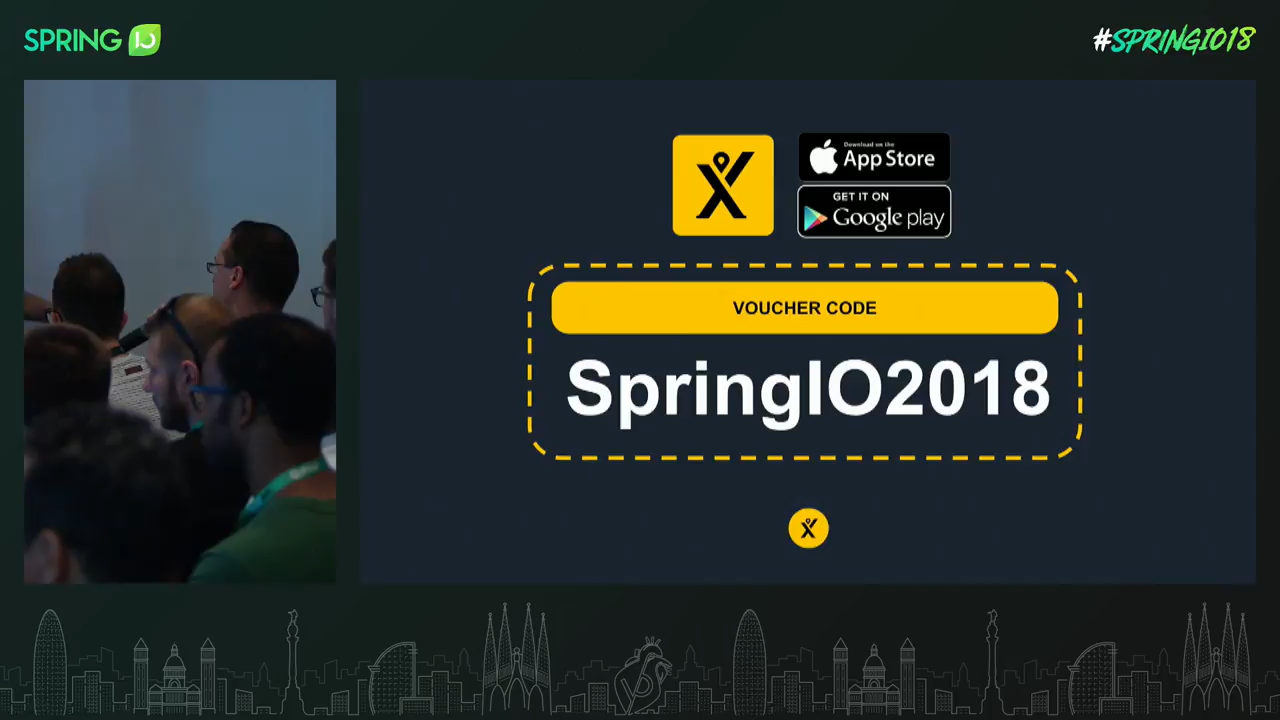 SPRING IO
#SPRINGIO18
Download on the
App Store
GET IT ON
Google play
VOUCHER CODE
SpringIO2018